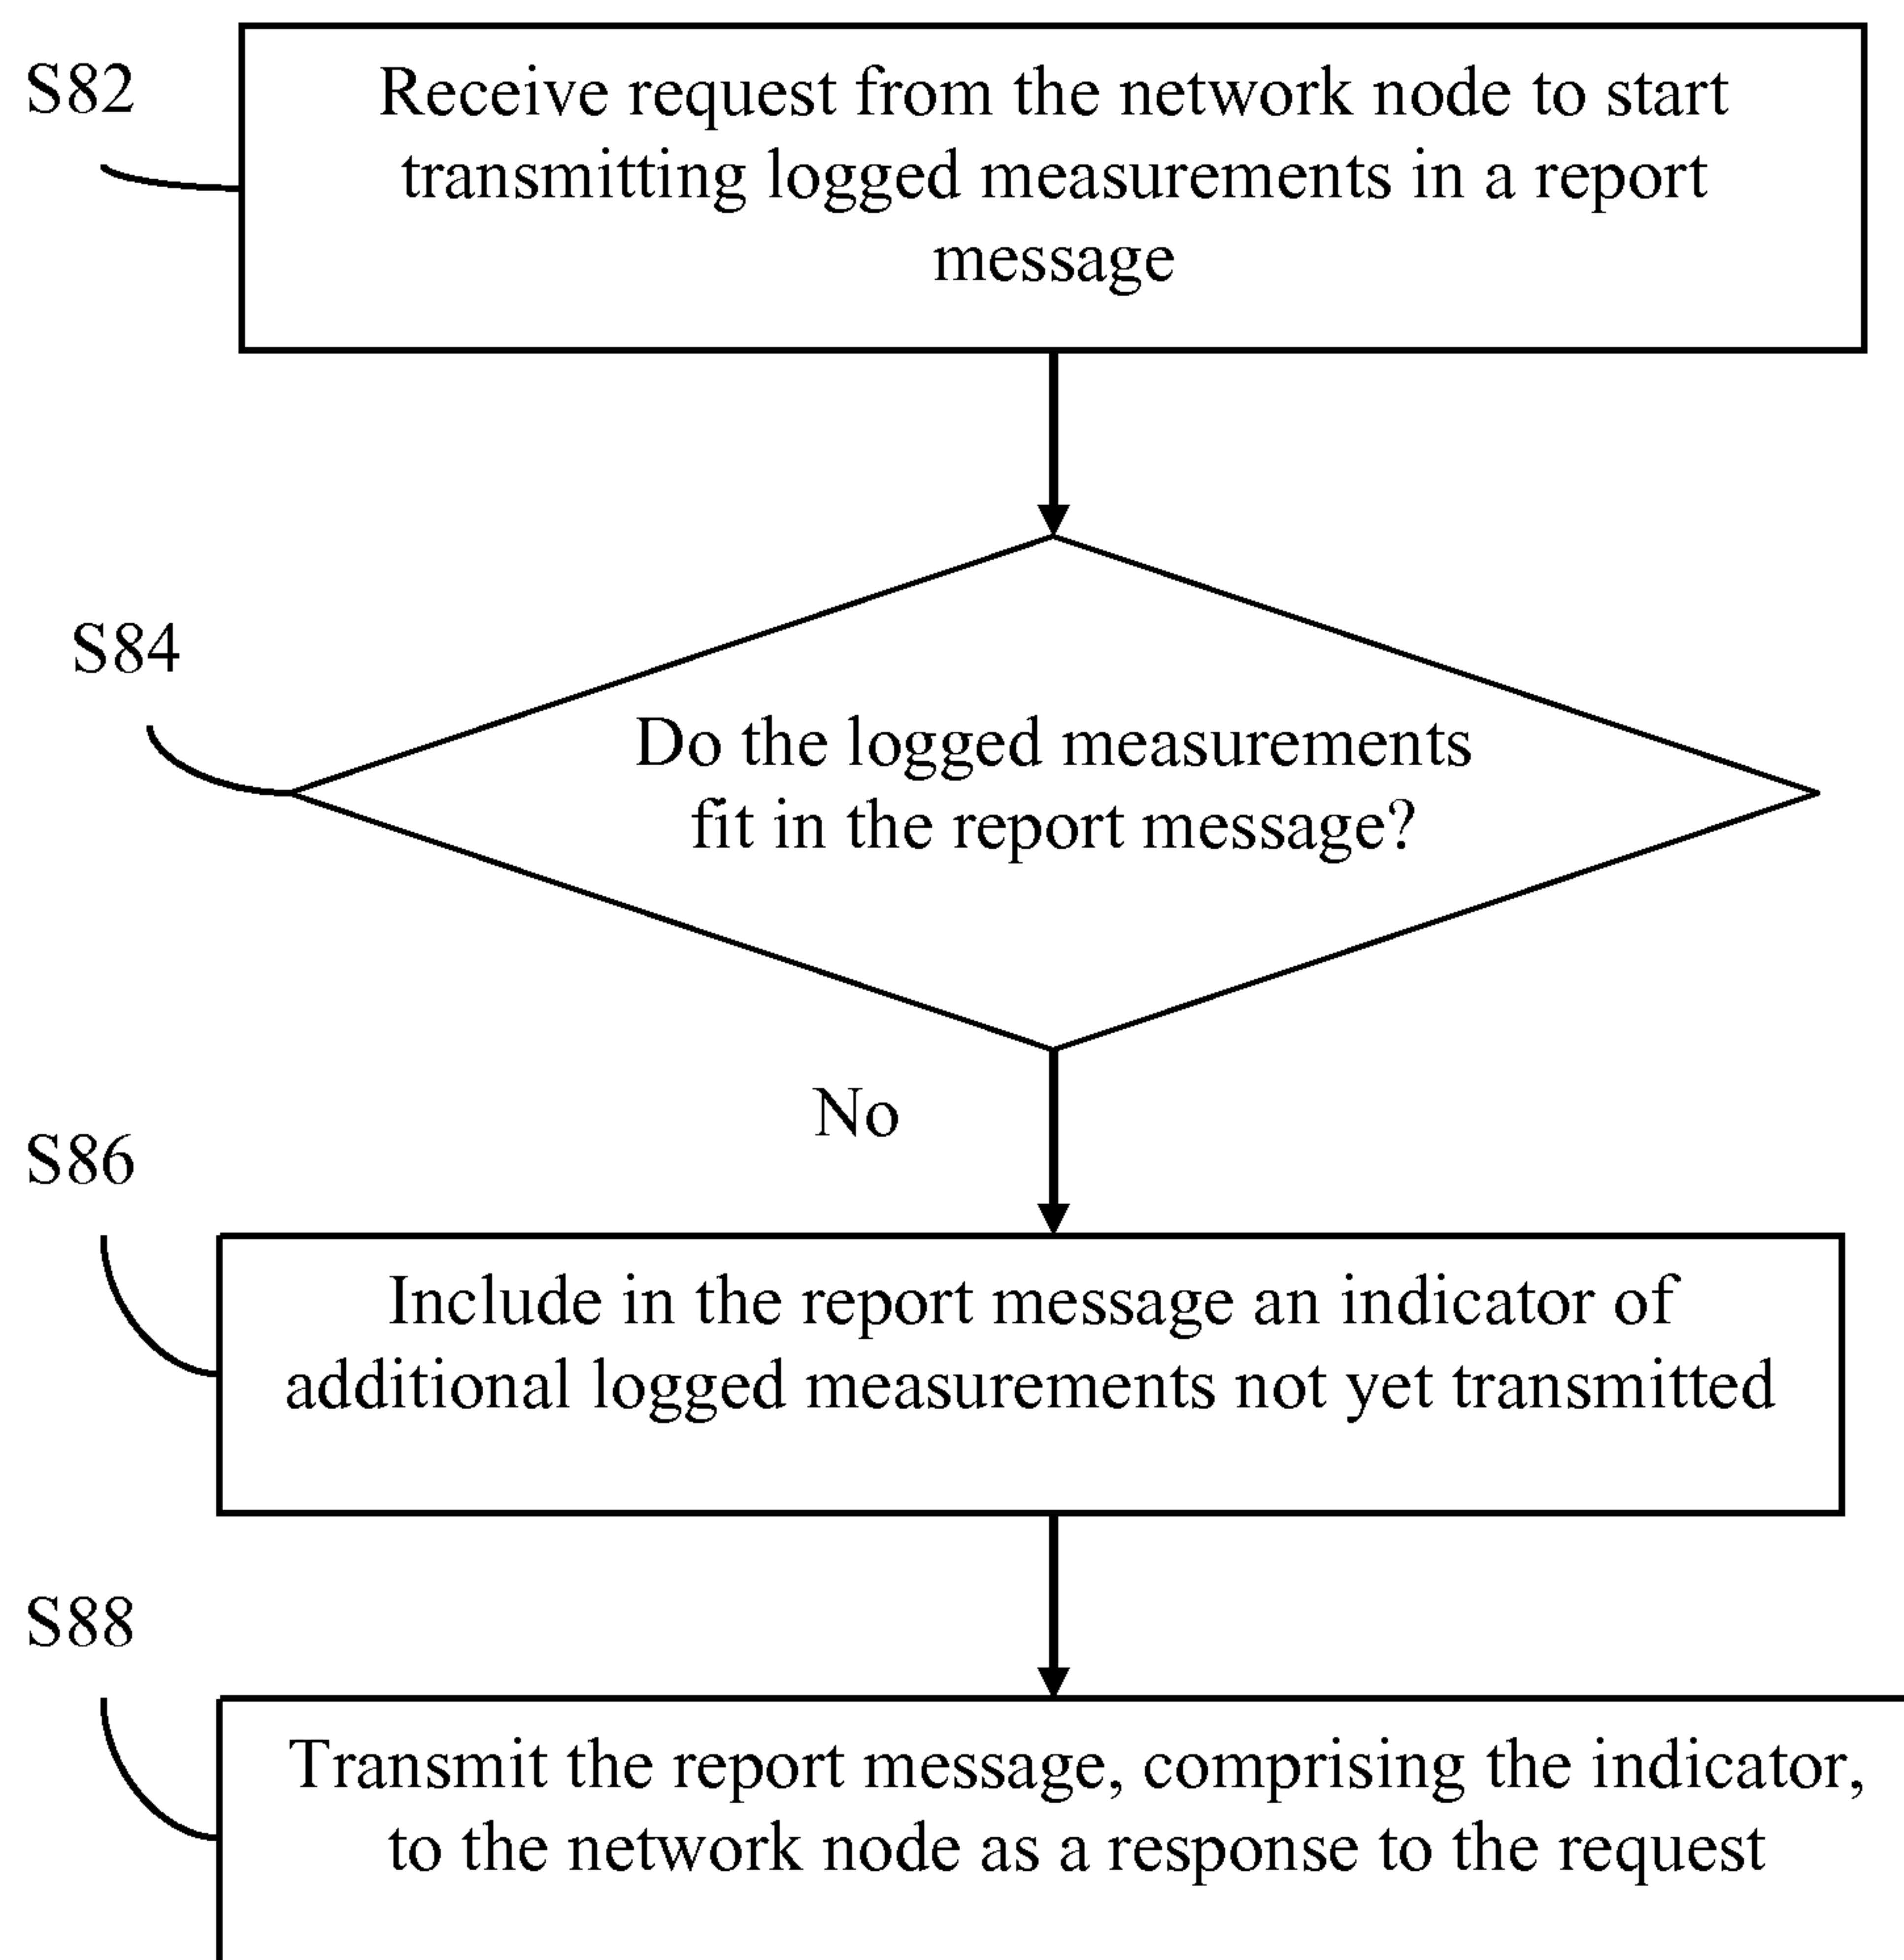 S82
Receive request from the network node to start
transmitting logged measurements in a report
message
S84
Do the logged measurements
fit in the report message?
No
S86
Include in the report message an indicator of
additional logged measurements not yet transmitted
S88
Transmit the report message, comprising the indicator,
to the network node as a response to the request